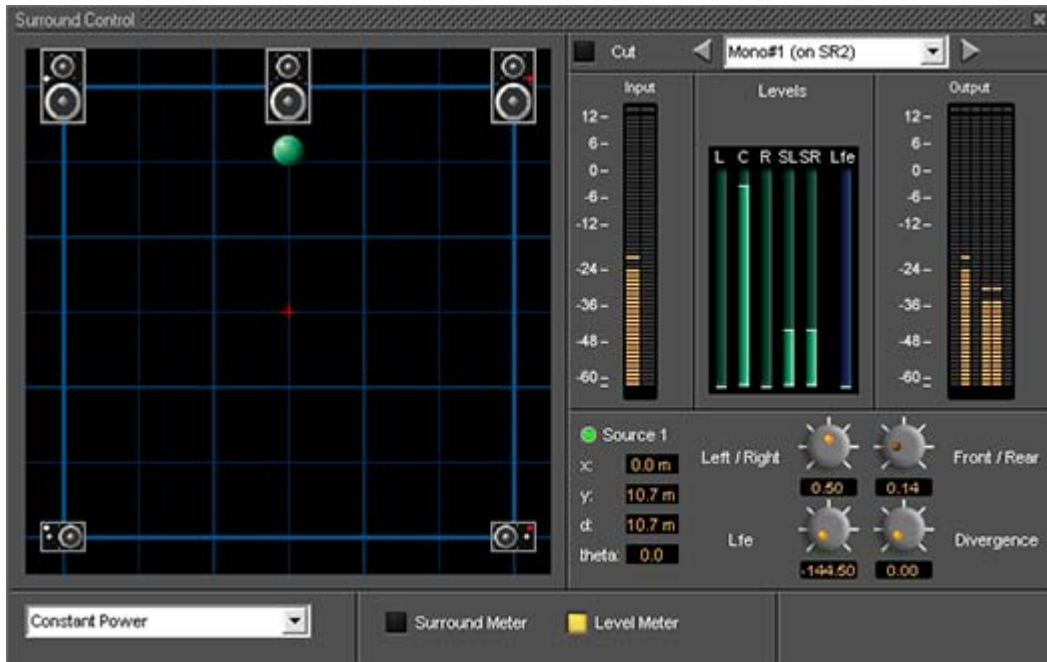 Surround Control
Cut
Mono#1 (on SR2)
Input
Levels
Output
12
6
0
-6
-12
-24
-36
-48
-60
L C R SL SR Lfe
12
6
0
-6
-12
-24
-36
-48
-60
Source 1
x: 0.0 m
y: 10.7 m
d: 10.7 m
theta: 0.0
Left / Right
0.50
0.14
Front / Rear
Lfe
-144.50
0.00
Divergence
Constant Power
Surround Meter
Level Meter